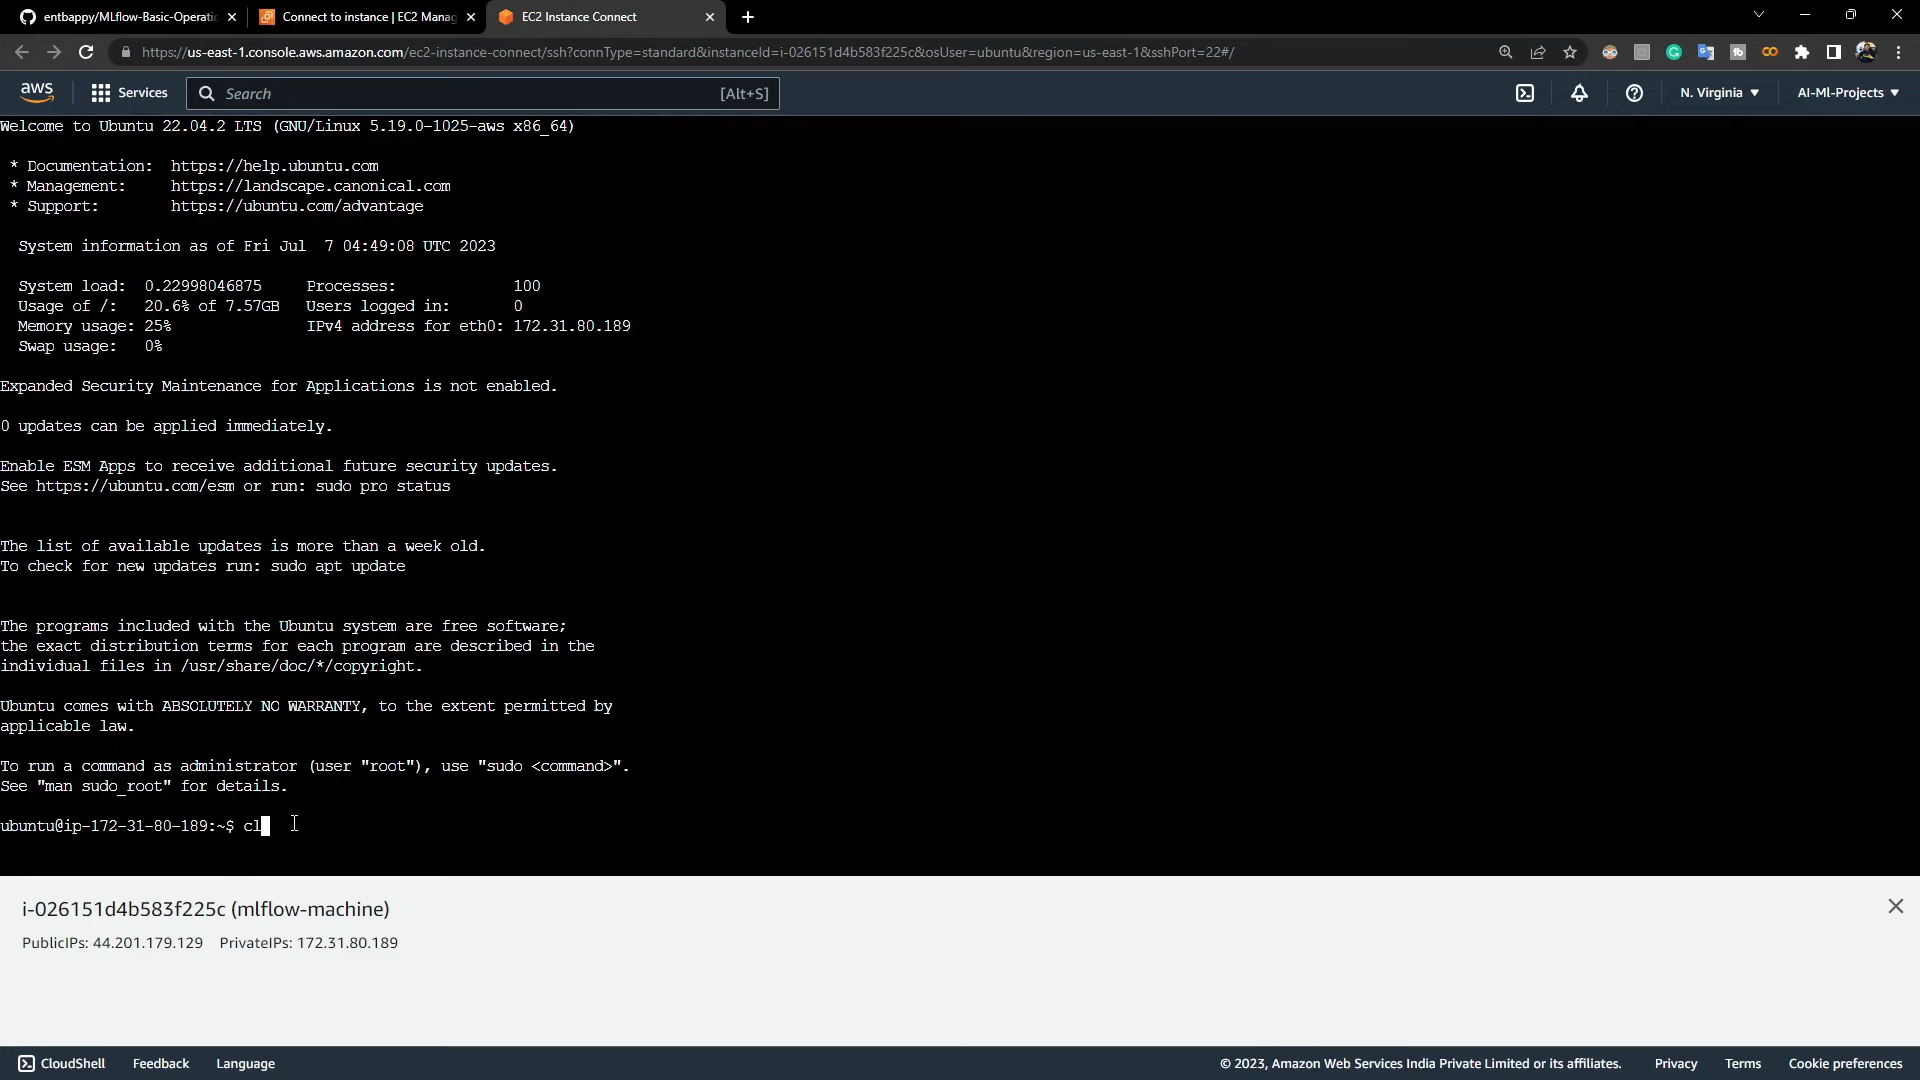 entbappy/MLflow-Basic-Operatic
Connect to instance | EC2 Manag
EC2 Instance Connect
https://us-east-1.console.aws.amazon.com/ec2-instance-connect/ssh?connType=standard&instanceId=i-026151d4b583f225c&osUser=ubuntu&region=us-east-1&sshPort=22#/
aws
Services
Search
[Alt+S]
N. Virginia
AI-Ml-Projects
Welcome to Ubuntu 22.04.2 LTS (GNU/Linux 5.19.0-1025-aws x86_64)
* Documentation:  https://help.ubuntu.com
* Management:     https://landscape.canonical.com
* Support:        https://ubuntu.com/advantage
System information as of Fri Jul  7 04:49:08 UTC 2023
System load:  0.22998046875     Processes:             100
Usage of /:   20.6% of 7.57GB   Users logged in:       0
Memory usage: 25%               IPv4 address for eth0: 172.31.80.189
Swap usage:   0%
Expanded Security Maintenance for Applications is not enabled.
0 updates can be applied immediately.
Enable ESM Apps to receive additional future security updates.
See https://ubuntu.com/esm or run: sudo pro status
The list of available updates is more than a week old.
To check for new updates run: sudo apt update
The programs included with the Ubuntu system are free software;
the exact distribution terms for each program are described in the
individual files in /usr/share/doc/*/copyright.
Ubuntu comes with ABSOLUTELY NO WARRANTY, to the extent permitted by
applicable law.
To run a command as administrator (user "root"), use "sudo <command>".
See "man sudo_root" for details.
ubuntu@ip-172-31-80-189:~$ cl
i-026151d4b583f225c (mlflow-machine)
PublicIPs: 44.201.179.129   PrivateIPs: 172.31.80.189
CloudShell
Feedback
Language
© 2023, Amazon Web Services India Private Limited or its affiliates.
Privacy
Terms
Cookie preferences